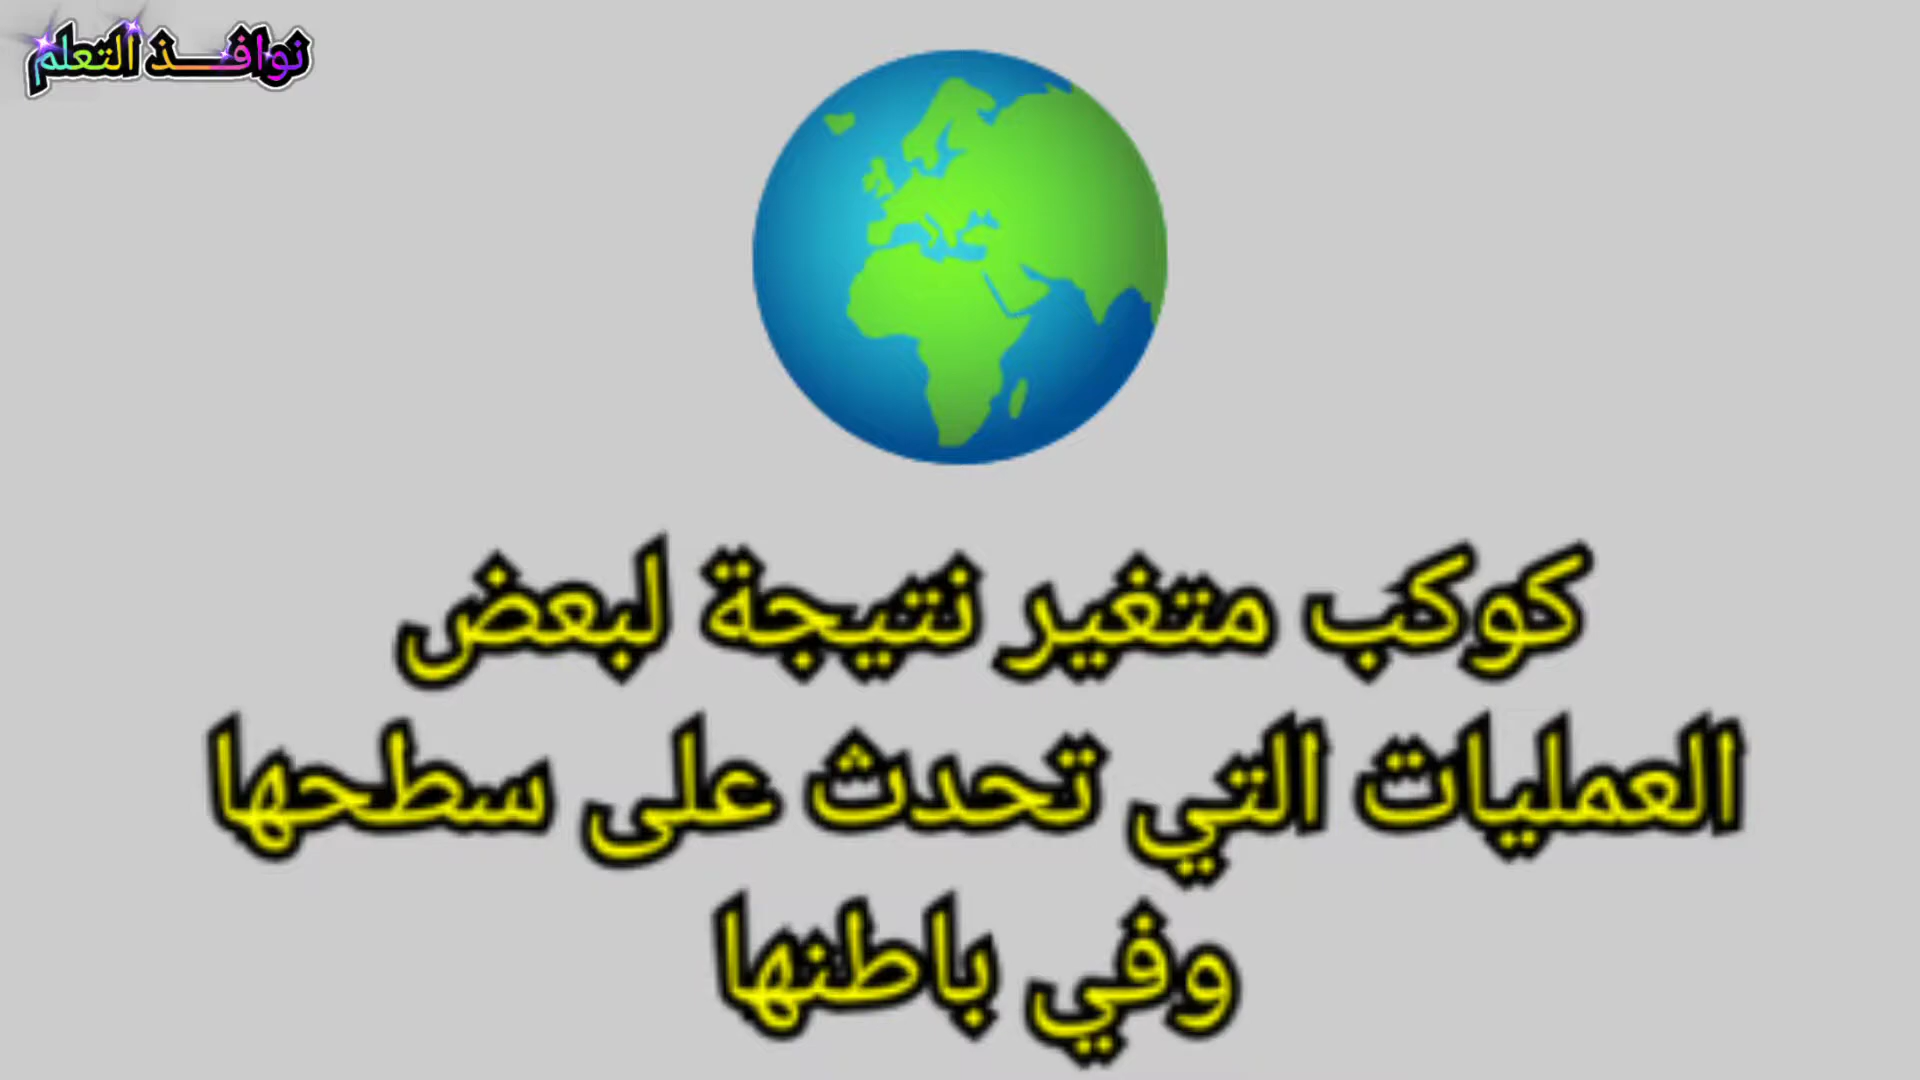 نوافـــذ التعلم
كوكب متغير نتيجة لبعض
العمليات التي تحدث على سطحها
وفي باطنها